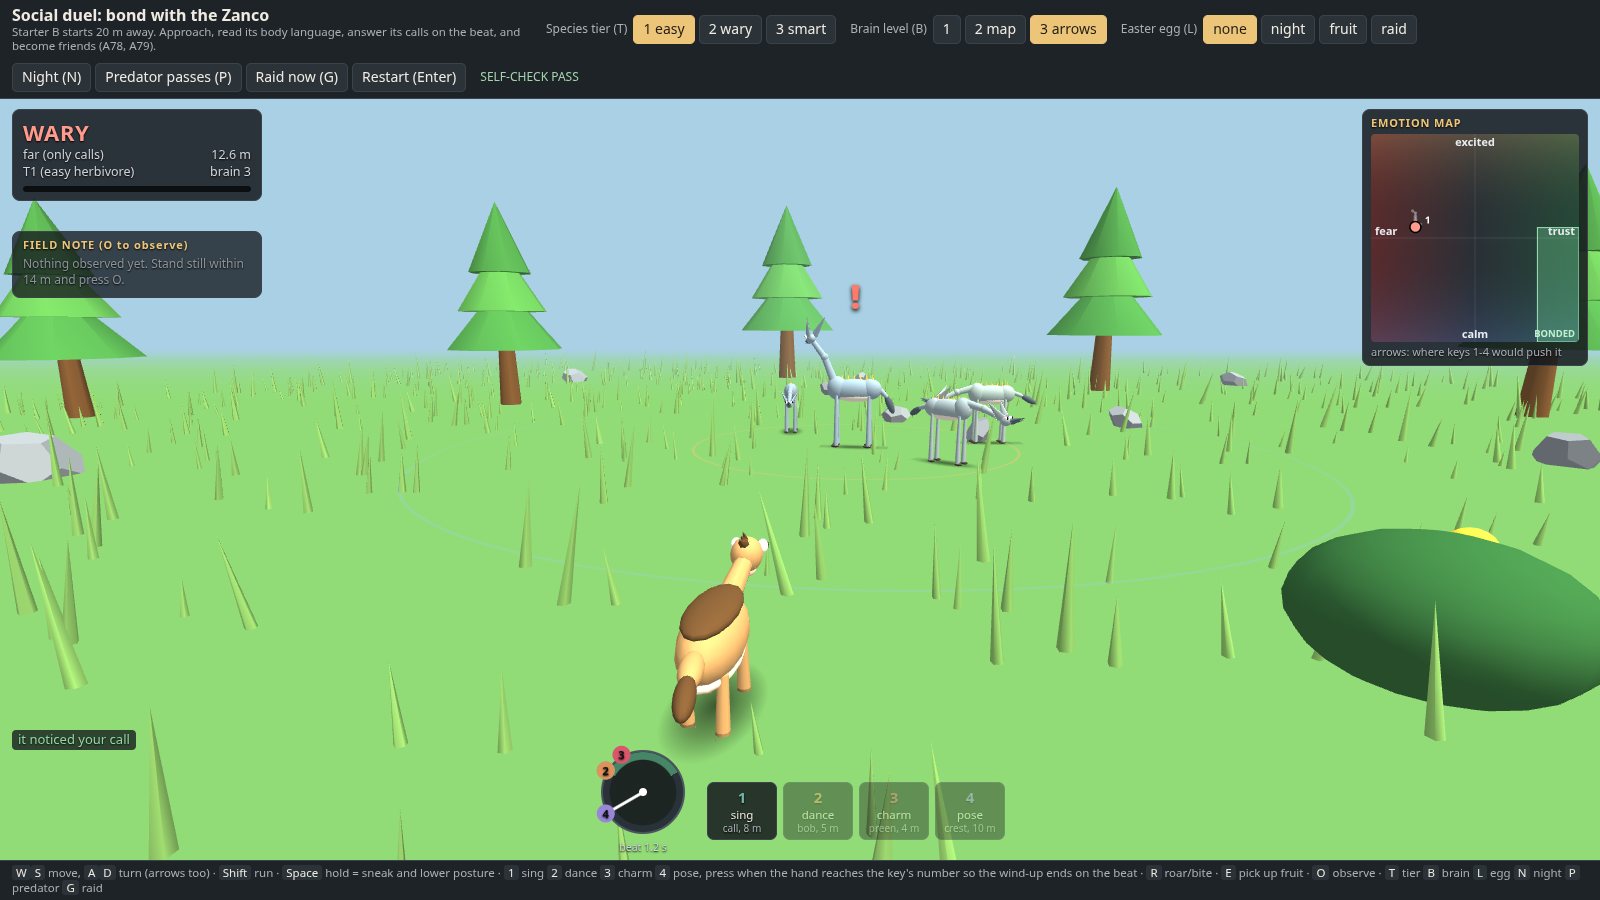 Social duel: bond with the Zanco
Starter B starts 20 m away. Approach, read its body language, answer its calls on the beat, and
become friends (A78, A79).
Species tier (T) 1 easy 2 wary 3 smart Brain level (B) 1 2 map 3 arrows Easter egg (L) none night fruit raid
Night (N) Predator passes (P) Raid now (G) Restart (Enter) SELF-CHECK PASS
WARY
far (only calls) 12.6 m
T1 (easy herbivore) brain 3
FIELD NOTE (O to observe)
Nothing observed yet. Stand still within
14 m and press O.
EMOTION MAP
excited
1
fear trust
calm BONDED
arrows: where keys 1-4 would push it
!
it noticed your call
3
2
4
beat 1.2 s
1 2 3 4
sing dance charm pose
call, 8 m bob, 5 m preen, 4 m crest, 10 m
W S move, A D turn (arrows too) · Shift run · Space hold = sneak and lower posture · 1 sing 2 dance 3 charm 4 pose, press when the hand reaches the key's number so the wind-up ends on the beat · R roar/bite · E pick up fruit · O observe · T tier B brain L egg N night P
predator G raid